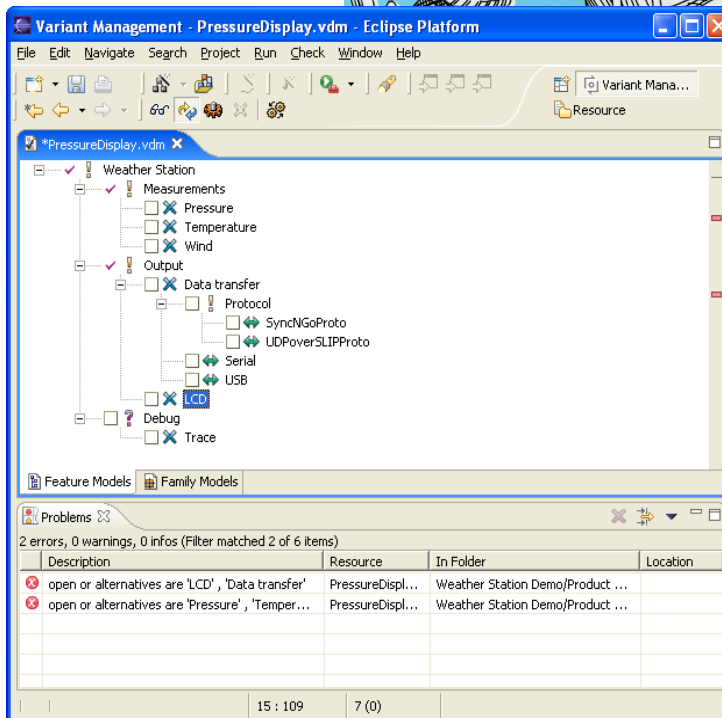 Variant Management - PressureDisplay.vdm - Eclipse Platform
File Edit Navigate Search Project Run Check Window Help
Variant Mana...
Resource
*PressureDisplay.vdm
Weather Station
Measurements
Pressure
Temperature
Wind
Output
Data transfer
Protocol
SyncNGoProto
UDPoverSLIPProto
Serial
USB
LCD
Debug
Trace
Feature Models Family Models
Problems
2 errors, 0 warnings, 0 infos (Filter matched 2 of 6 items)
Description Resource In Folder Location
open or alternatives are 'LCD' , 'Data transfer' PressureDispl... Weather Station Demo/Product ...
open or alternatives are 'Pressure' , 'Temper... PressureDispl... Weather Station Demo/Product ...
15 : 109 7 (0)